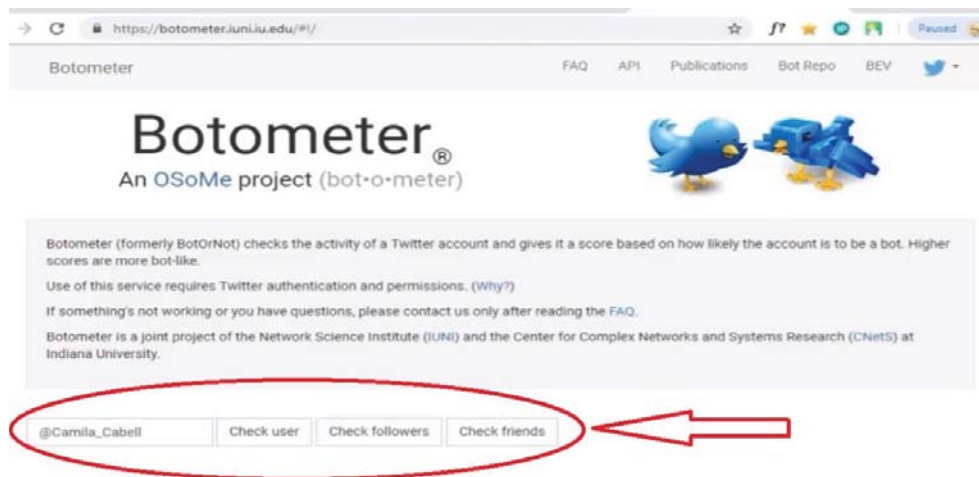 https://botometer.iuni.iu.edu/#!/
f?
Paused
Botometer
FAQ API Publications Bot Repo BEV
Botometer®
An OSoMe project (bot•o•meter)
Botometer (formerly BotOrNot) checks the activity of a Twitter account and gives it a score based on how likely the account is to be a bot. Higher
scores are more bot-like.
Use of this service requires Twitter authentication and permissions. (Why?)
If something's not working or you have questions, please contact us only after reading the FAQ.
Botometer is a joint project of the Network Science Institute (IUNI) and the Center for Complex Networks and Systems Research (CNetS) at
Indiana University.
@Camila_Cabell Check user Check followers Check friends